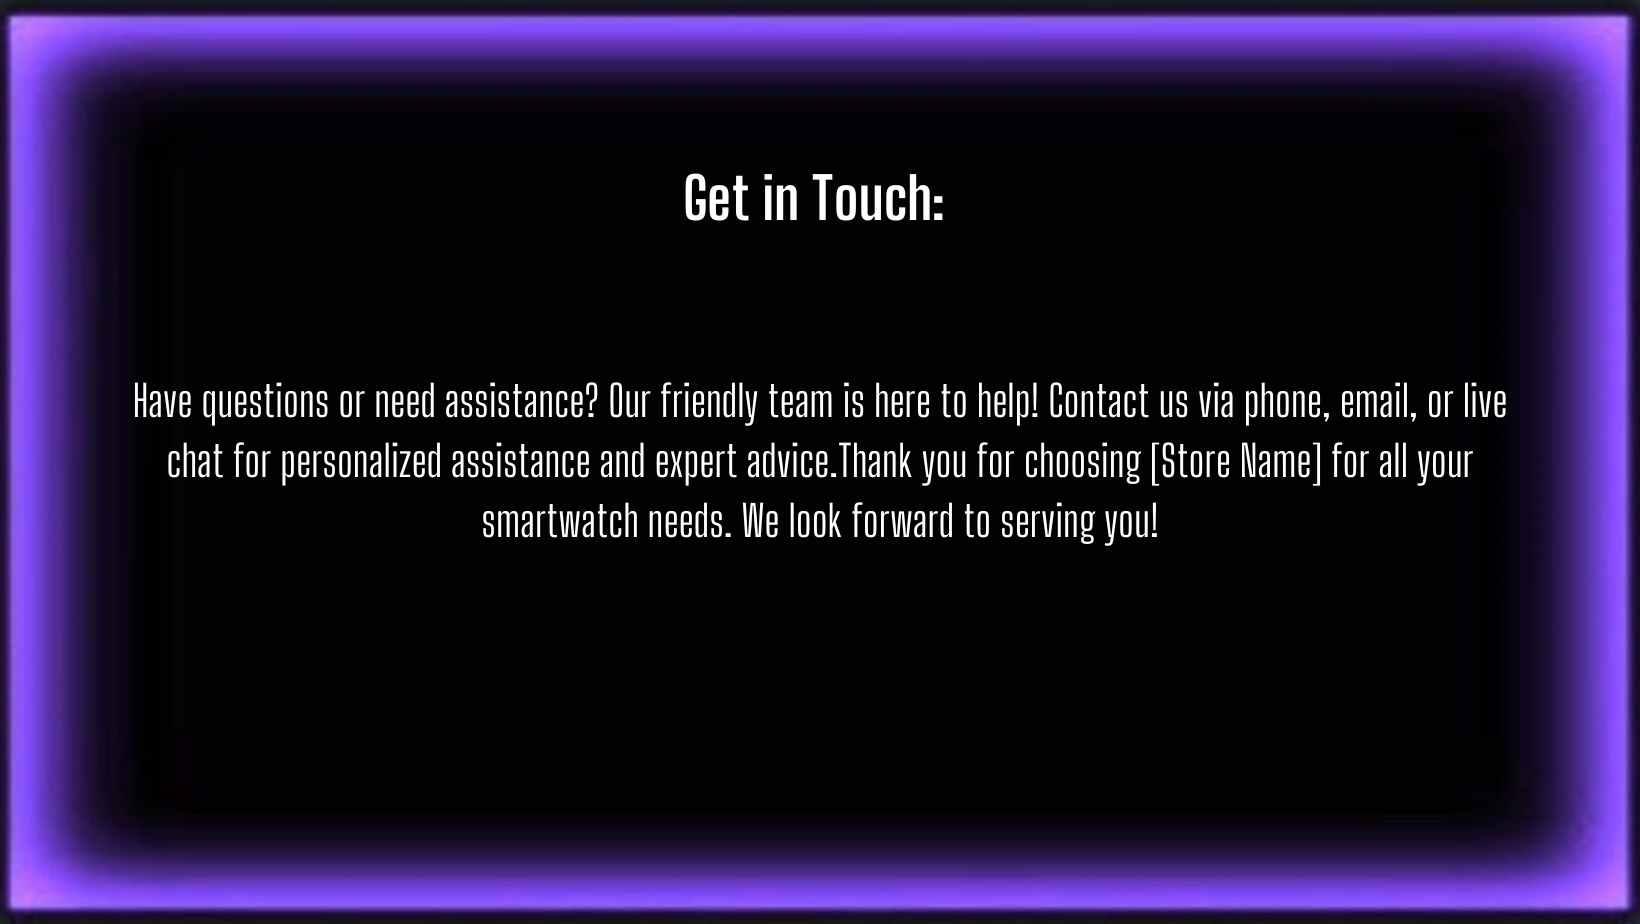 Get in Touch:
Have questions or need assistance? Our friendly team is here to help! Contact us via phone, email, or live
chat for personalized assistance and expert advice.Thank you for choosing [Store Name] for all your
smartwatch needs. We look forward to serving you!